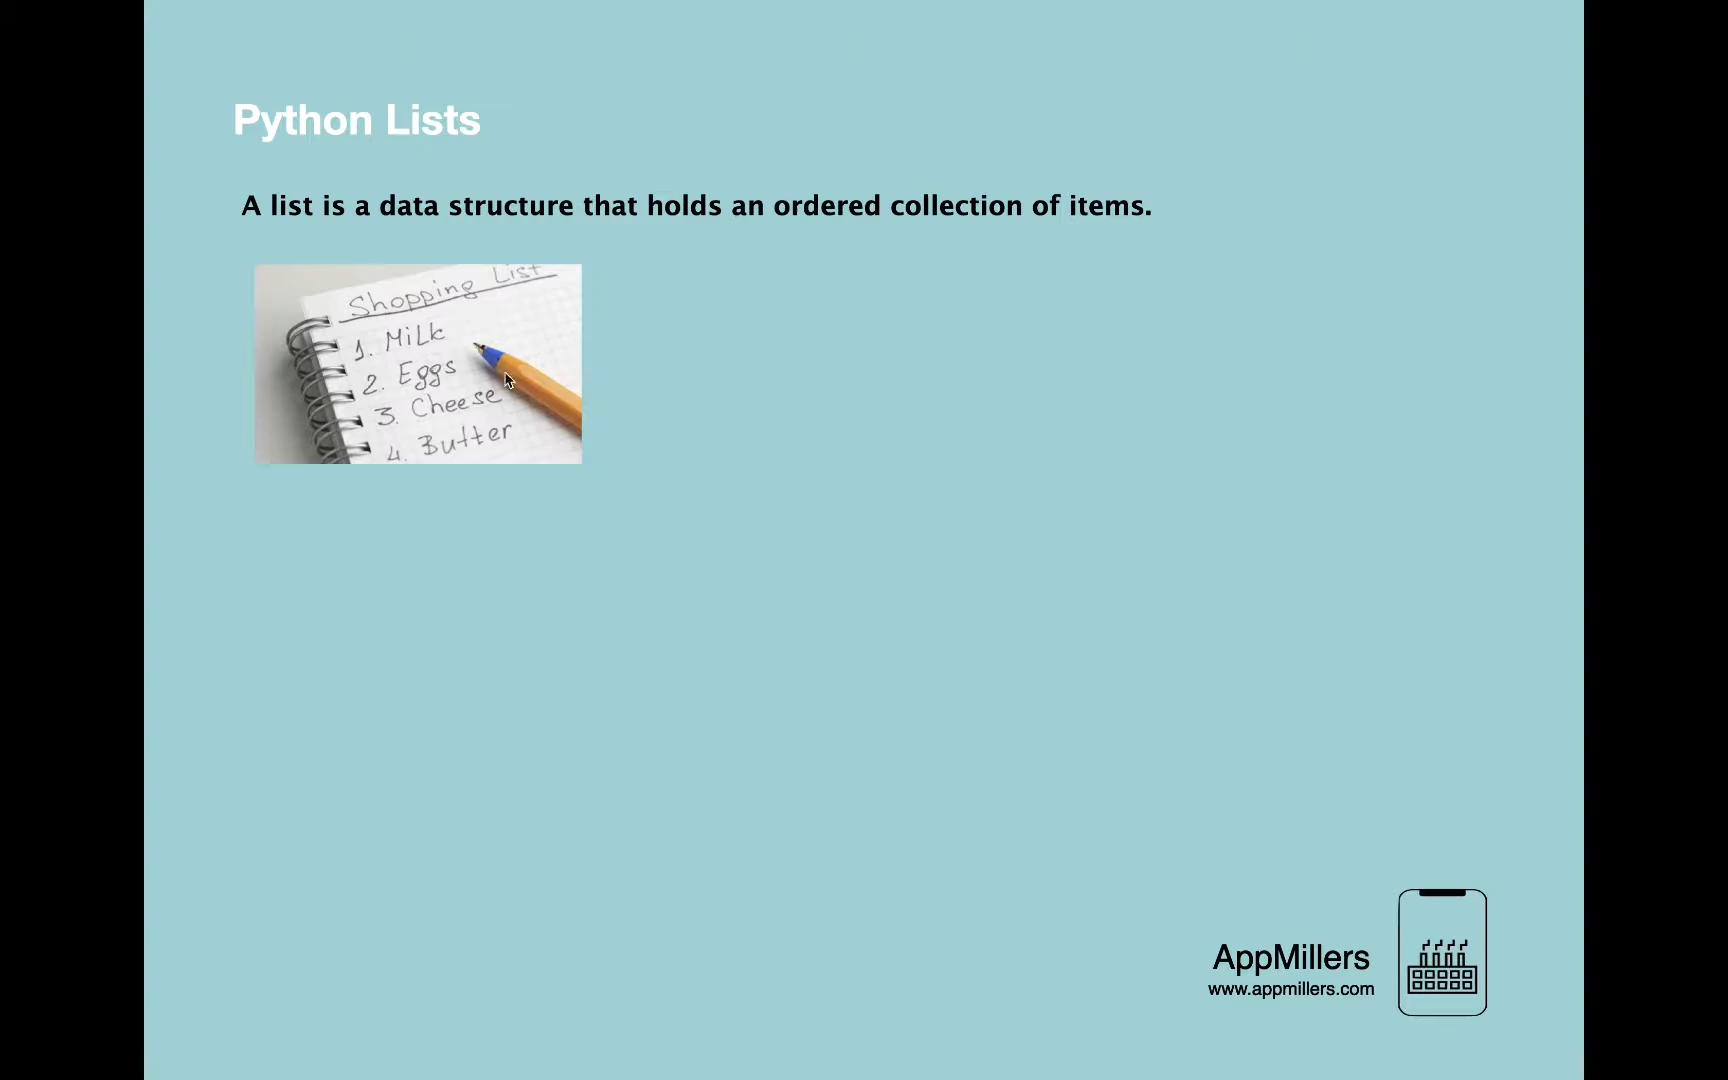 Python Lists
A list is a data structure that holds an ordered collection of items.
Shopping List
1. Milk
2. Eggs
3. Cheese
4. Butter
AppMillers
www.appmillers.com